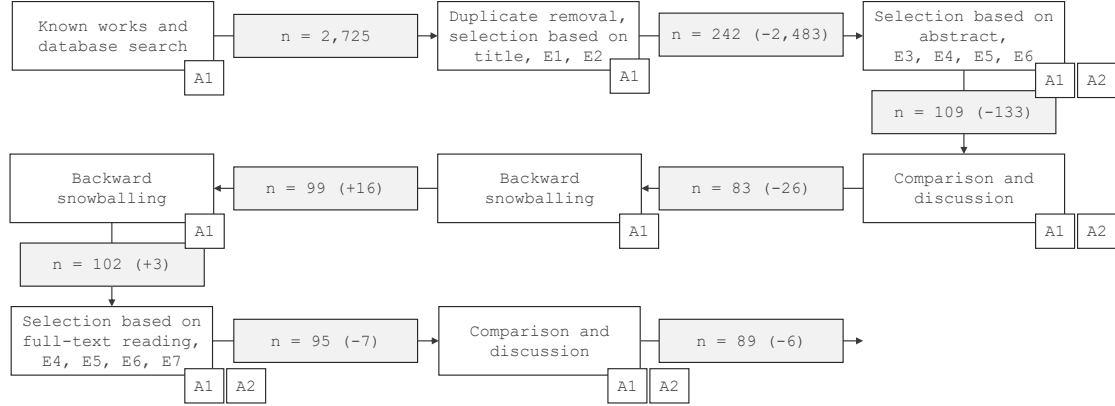 Known works and
database search
A1
n = 2,725
Duplicate removal,
selection based on
title, E1, E2
A1
n = 242 (-2,483)
Selection based on
abstract,
E3, E4, E5, E6
A1
A2
n = 109 (-133)
Comparison and
discussion
A1
A2
n = 83 (-26)
Backward
snowballing
A1
n = 99 (+16)
Backward
snowballing
A1
n = 102 (+3)
Selection based on
full-text reading,
E4, E5, E6, E7
A1
A2
n = 95 (-7)
Comparison and
discussion
A1
A2
n = 89 (-6)